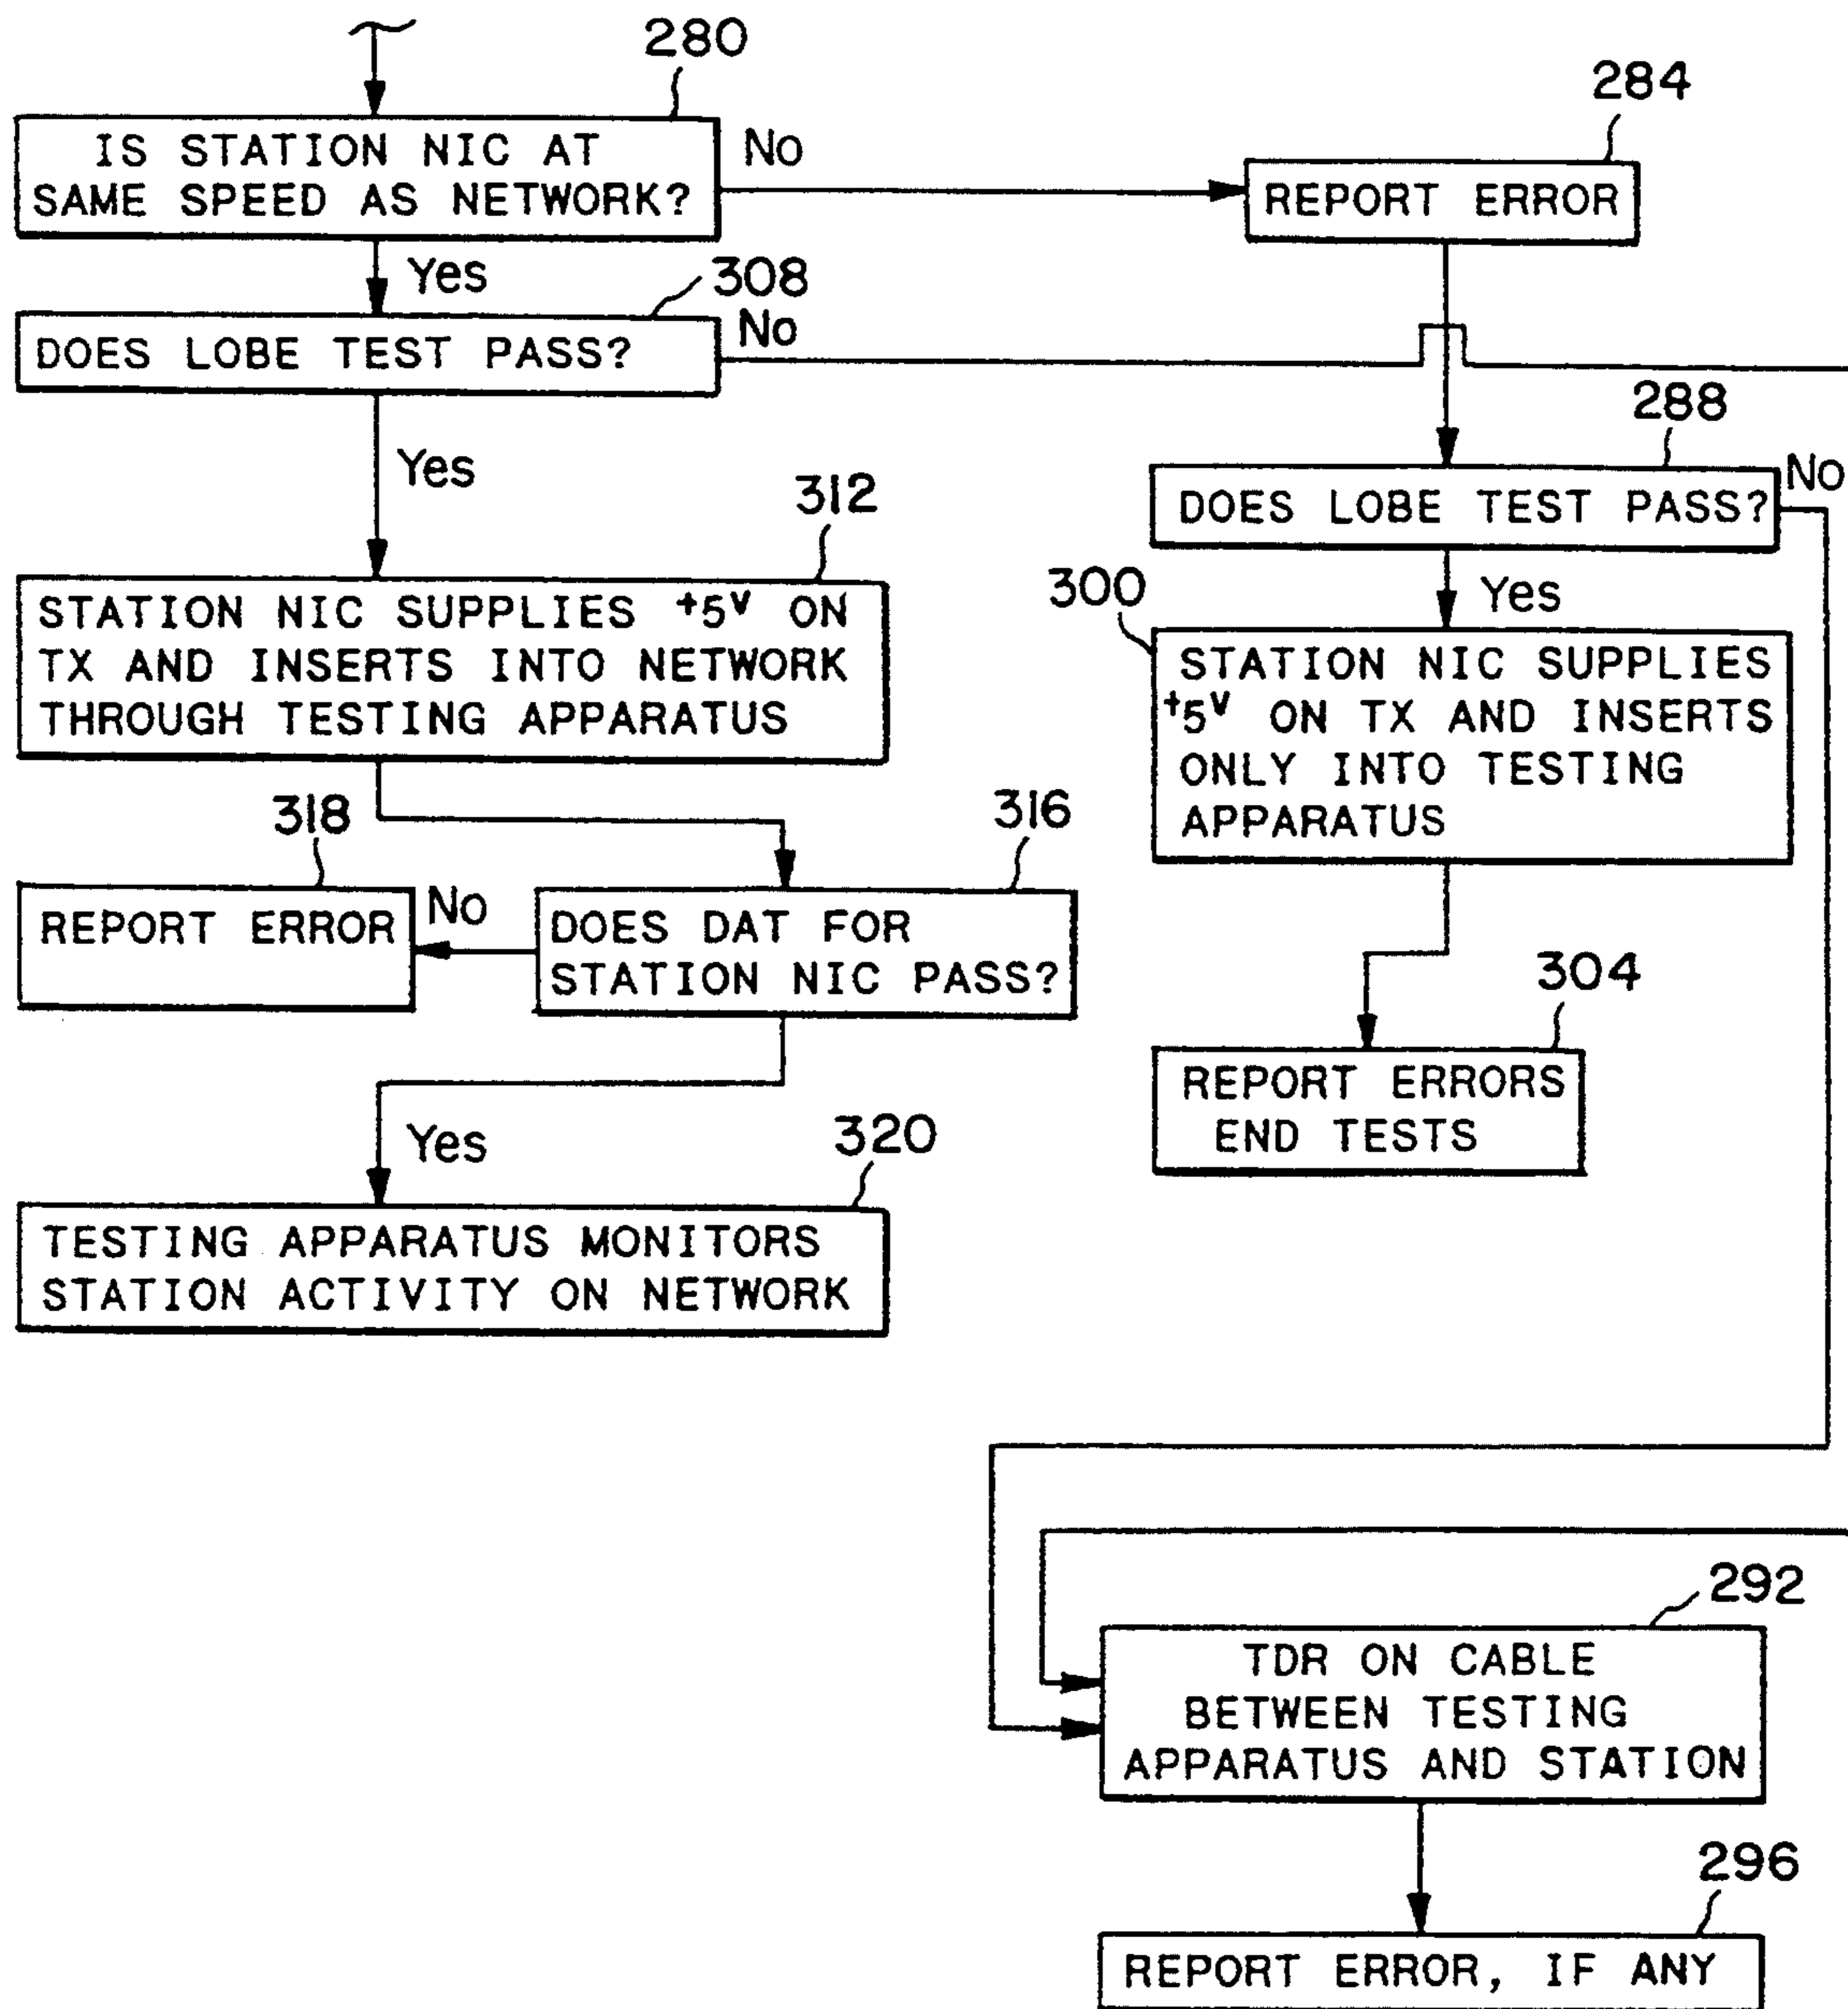 280
IS STATION NIC AT
SAME SPEED AS NETWORK?
No
284
REPORT ERROR
Yes
308
DOES LOBE TEST PASS?
No
288
DOES LOBE TEST PASS?
No
Yes
312
STATION NIC SUPPLIES +5V ON
TX AND INSERTS INTO NETWORK
THROUGH TESTING APPARATUS
Yes
300
STATION NIC SUPPLIES
+5V ON TX AND INSERTS
ONLY INTO TESTING
APPARATUS
318
REPORT ERROR
No
316
DOES DAT FOR
STATION NIC PASS?
304
REPORT ERRORS
END TESTS
Yes
320
TESTING APPARATUS MONITORS
STATION ACTIVITY ON NETWORK
292
TDR ON CABLE
BETWEEN TESTING
APPARATUS AND STATION
296
REPORT ERROR, IF ANY